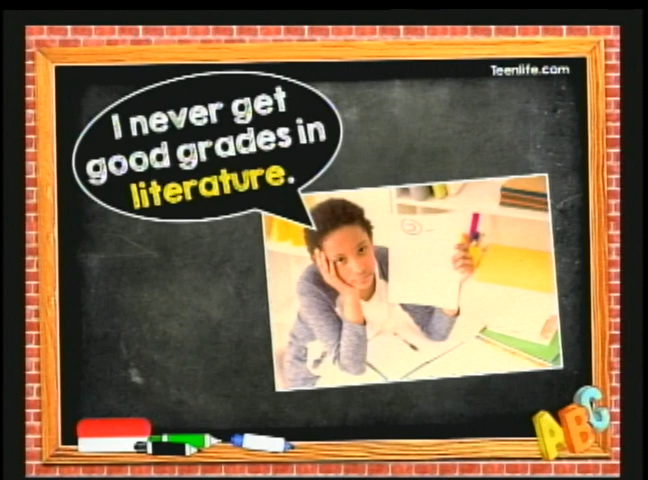 Teenlife.com
I never get
good grades in
literature.
ABC